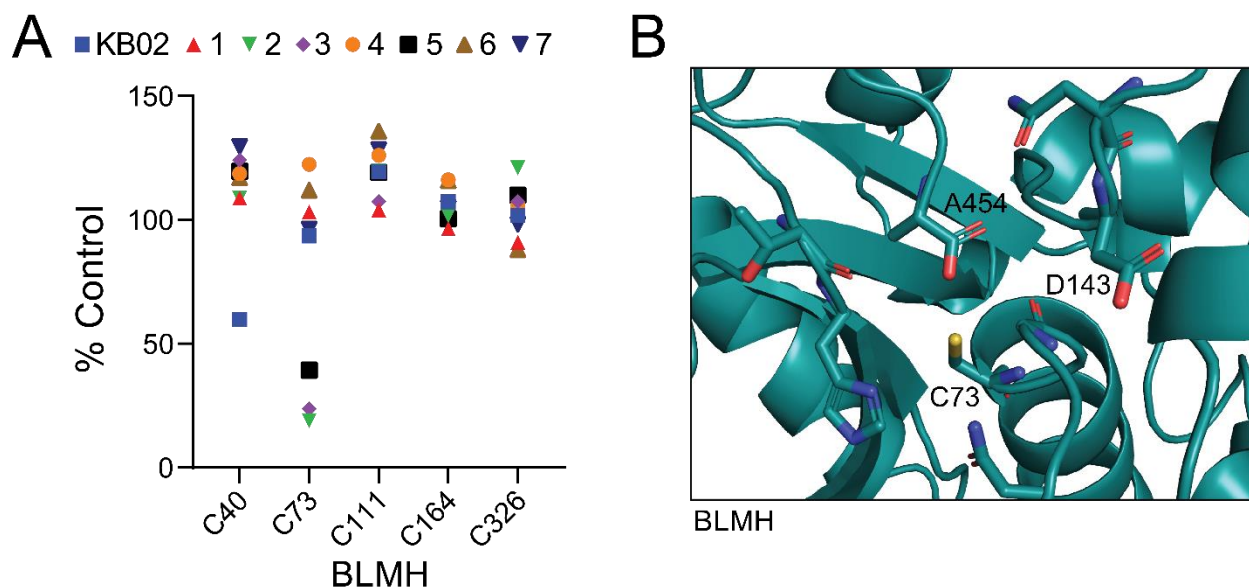 A
KB02 1 2 3 4 5 6 7
150
100
50
0
% Control
C40 C73 C111 C164 C326
BLMH
B
A454
D143
C73
BLMH